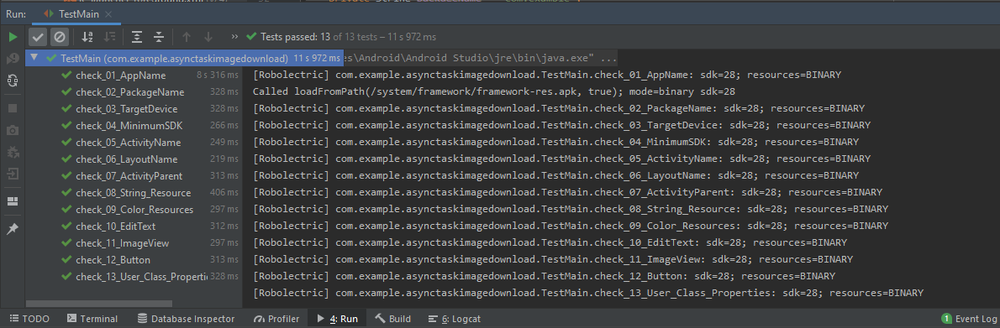 Run: TestMain
Tests passed: 13 of 13 tests – 11 s 972 ms
TestMain (com.example.asynctaskimagedownload) 11 s 972 ms
es\Android\Android Studio\jre\bin\java.exe" ...
check_01_AppName 8 s 316 ms
[Robolectric] com.example.asynctaskimagedownload.TestMain.check_01_AppName: sdk=28; resources=BINARY
check_02_PackageName 328 ms
Called loadFromPath(/system/framework/framework-res.apk, true); mode=binary sdk=28
check_03_TargetDevice 328 ms
[Robolectric] com.example.asynctaskimagedownload.TestMain.check_02_PackageName: sdk=28; resources=BINARY
check_04_MinimumSDK 266 ms
[Robolectric] com.example.asynctaskimagedownload.TestMain.check_03_TargetDevice: sdk=28; resources=BINARY
check_05_ActivityName 249 ms
[Robolectric] com.example.asynctaskimagedownload.TestMain.check_04_MinimumSDK: sdk=28; resources=BINARY
check_06_LayoutName 219 ms
[Robolectric] com.example.asynctaskimagedownload.TestMain.check_05_ActivityName: sdk=28; resources=BINARY
check_07_ActivityParent 313 ms
[Robolectric] com.example.asynctaskimagedownload.TestMain.check_06_LayoutName: sdk=28; resources=BINARY
check_08_String_Resource 406 ms
[Robolectric] com.example.asynctaskimagedownload.TestMain.check_07_ActivityParent: sdk=28; resources=BINARY
check_09_Color_Resources 297 ms
[Robolectric] com.example.asynctaskimagedownload.TestMain.check_08_String_Resource: sdk=28; resources=BINARY
check_10_EditText 312 ms
[Robolectric] com.example.asynctaskimagedownload.TestMain.check_09_Color_Resources: sdk=28; resources=BINARY
check_11_ImageView 297 ms
[Robolectric] com.example.asynctaskimagedownload.TestMain.check_10_EditText: sdk=28; resources=BINARY
check_12_Button 313 ms
[Robolectric] com.example.asynctaskimagedownload.TestMain.check_11_ImageView: sdk=28; resources=BINARY
check_13_User_Class_Properti 328 ms
[Robolectric] com.example.asynctaskimagedownload.TestMain.check_12_Button: sdk=28; resources=BINARY
[Robolectric] com.example.asynctaskimagedownload.TestMain.check_13_User_Class_Properties: sdk=28; resources=BINARY
TODO Terminal Database Inspector Profiler 4: Run Build 6: Logcat 1 Event Log